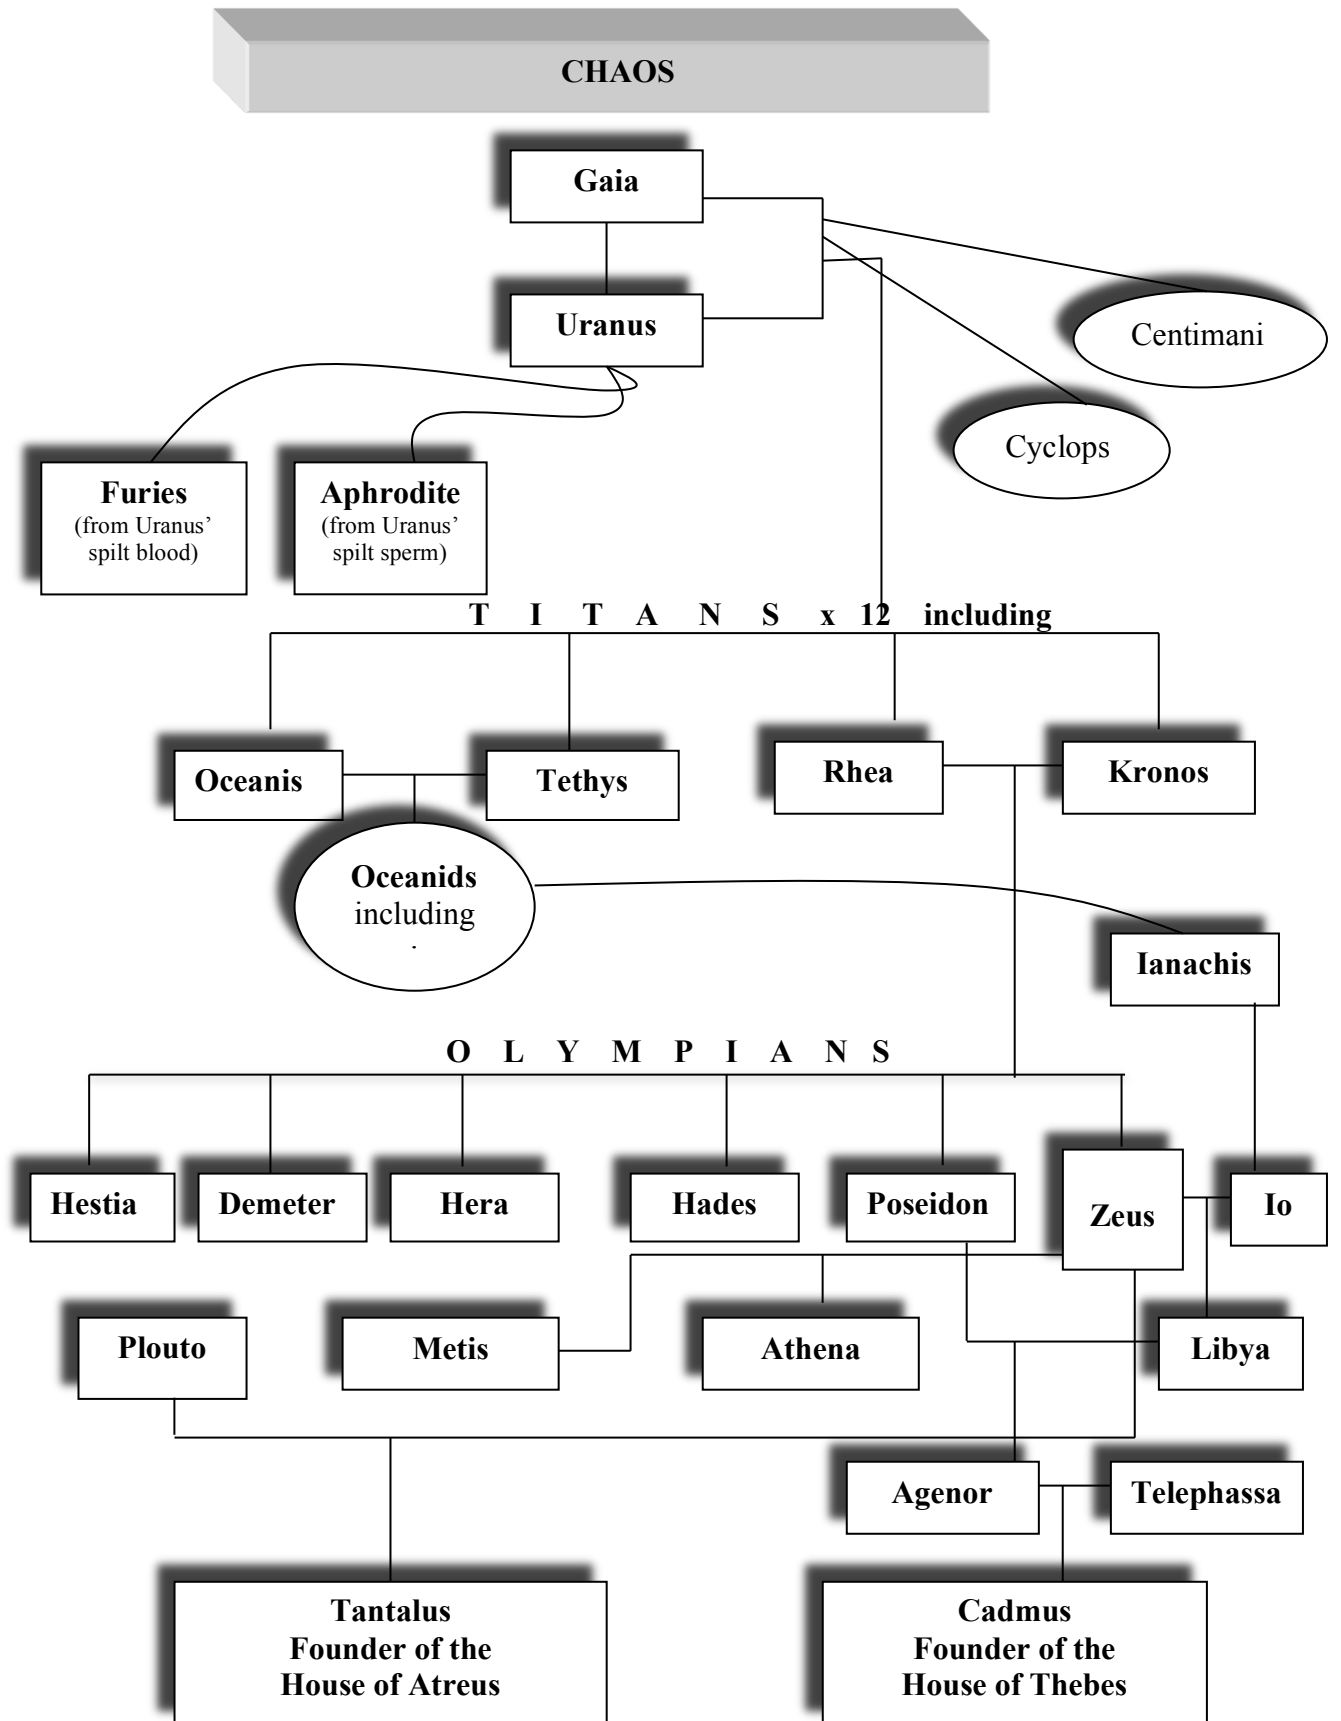 CHAOS
Gaia
Uranus
Centimani
Cyclops
Furies
(from Uranus’
spilt blood)
Aphrodite
(from Uranus’
spilt sperm)
T I T A N S x 12 including
Oceanis
Tethys
Rhea
Kronos
Oceanids
including
.
Ianachis
O L Y M P I A N S
Hestia
Demeter
Hera
Hades
Poseidon
Zeus
Io
Plouto
Metis
Athena
Libya
Agenor
Telephassa
Tantalus
Founder of the
House of Atreus
Cadmus
Founder of the
House of Thebes